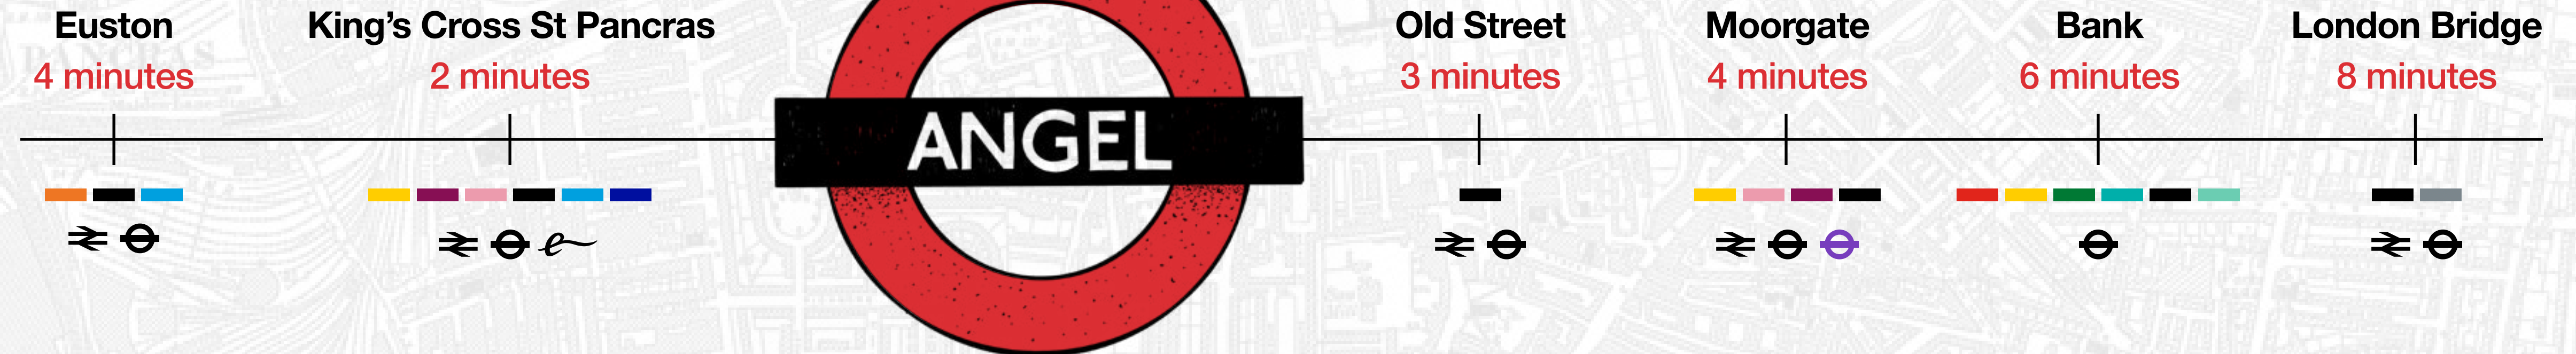 Euston
4 minutes
King's Cross St Pancras
2 minutes
ANGEL
Old Street
3 minutes
Moorgate
4 minutes
Bank
6 minutes
London Bridge
8 minutes
PANCRAS
e